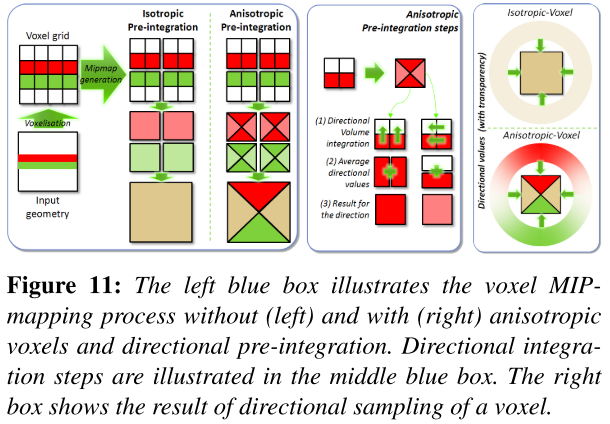 Voxel grid
Mipmap
generation
Voxelisation
Input
geometry
Isotropic
Pre-integration
Anisotropic
Pre-integration
Anisotropic
Pre-integration steps
(1) Directional
Volume
integration
(2) Average
directional
values
(3) Result for
the direction
Directional values (with transparency)
Isotropic-Voxel
Anisotropic-Voxel
Figure 11: The left blue box illustrates the voxel MIP-
mapping process without (left) and with (right) anisotropic
voxels and directional pre-integration. Directional integra-
tion steps are illustrated in the middle blue box. The right
box shows the result of directional sampling of a voxel.